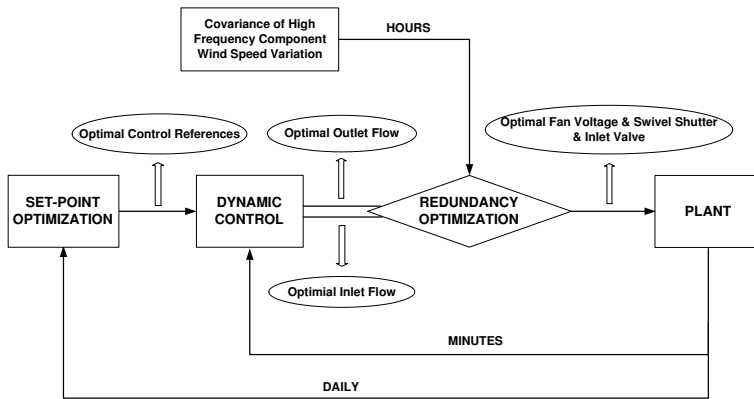 Covariance of High
Frequency Component
Wind Speed Variation
HOURS
Optimal Control References
Optimal Outlet Flow
Optimal Fan Voltage & Swivel Shutter
& Inlet Valve
SET-POINT
OPTIMIZATION
DYNAMIC
CONTROL
REDUNDANCY
OPTIMIZATION
PLANT
Optimial Inlet Flow
MINUTES
DAILY